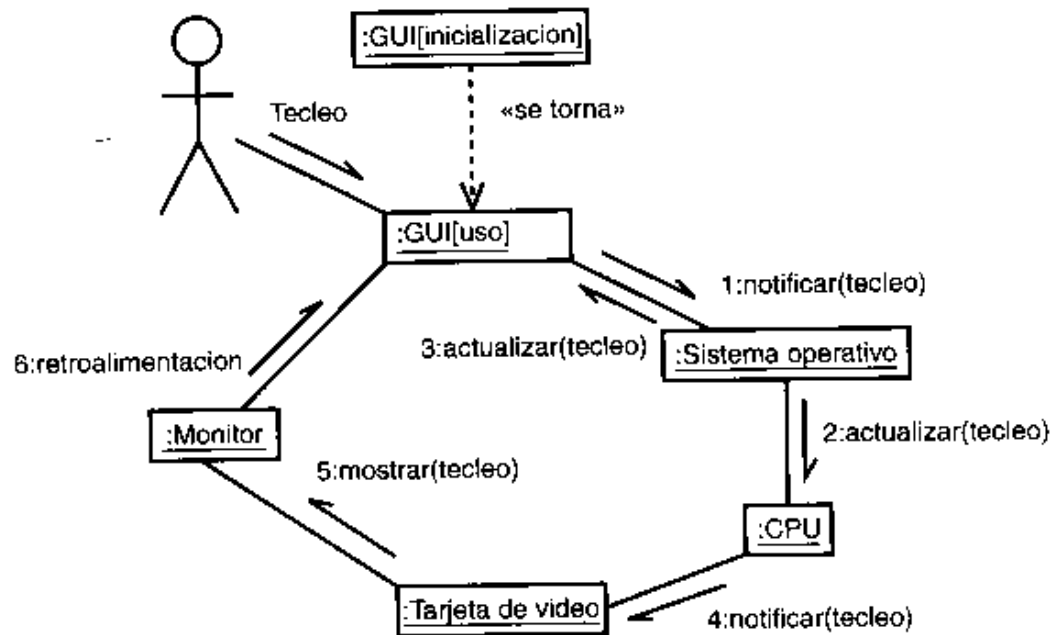 :GUI[inicializacion]
Tecleo
«se torna»
:GUI[uso]
1:notificar(tecleo)
3:actualizar(tecleo)
:Sistema operativo
6:retroalimentacion
:Monitor
2:actualizar(tecleo)
5:mostrar(tecleo)
:CPU
:Tarjeta de video
4:notificar(tecleo)